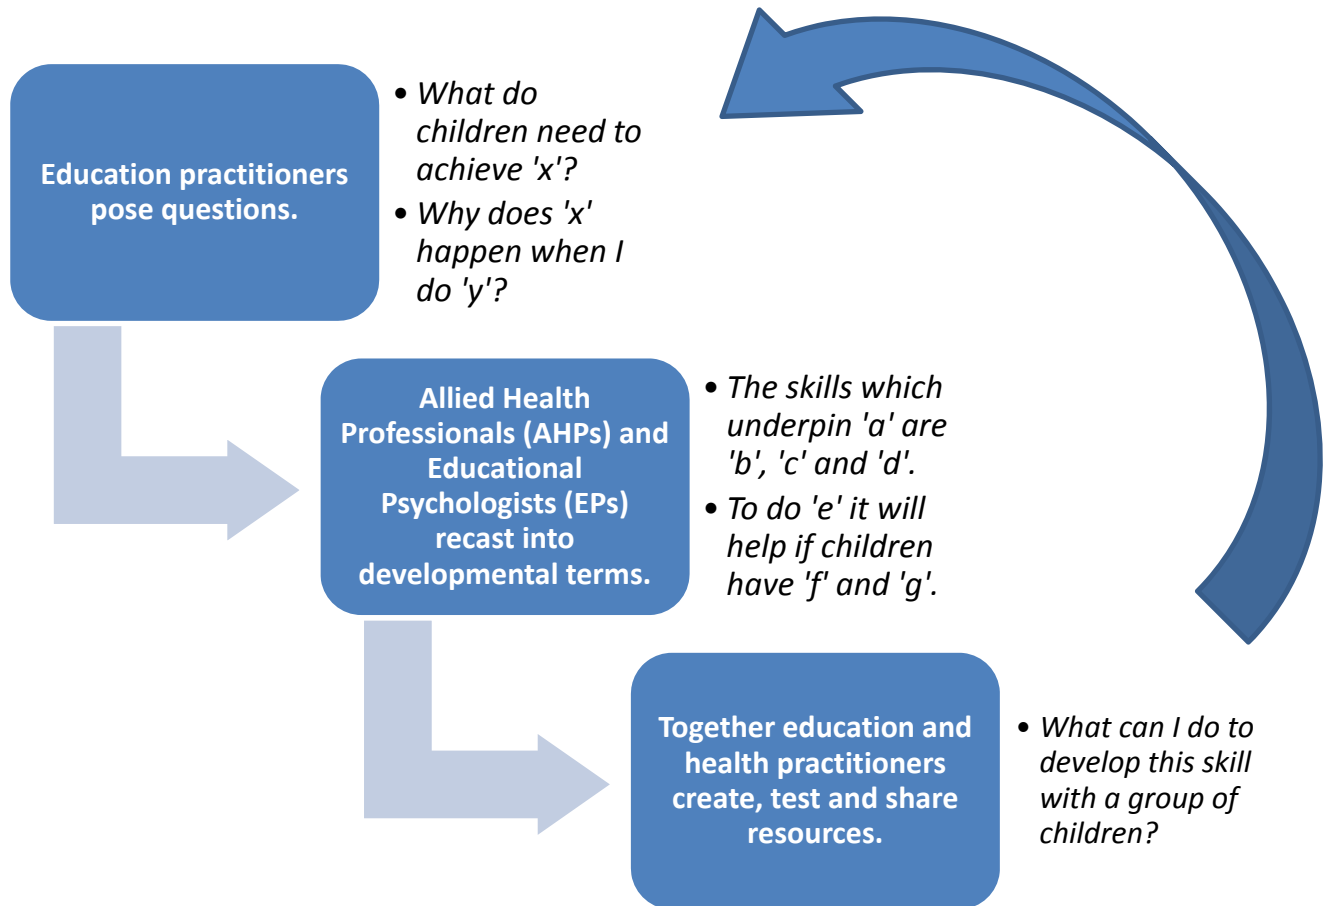 Education practitioners
pose questions.
• What do
children need to
achieve 'x'?
• Why does 'x'
happen when I
do 'y'?
Allied Health
Professionals (AHPs) and
Educational
Psychologists (EPs)
recast into
developmental terms.
• The skills which
underpin 'a' are
'b', 'c' and 'd'.
• To do 'e' it will
help if children
have 'f' and 'g'.
Together education and
health practitioners
create, test and share
resources.
• What can I do to
develop this skill
with a group of
children?